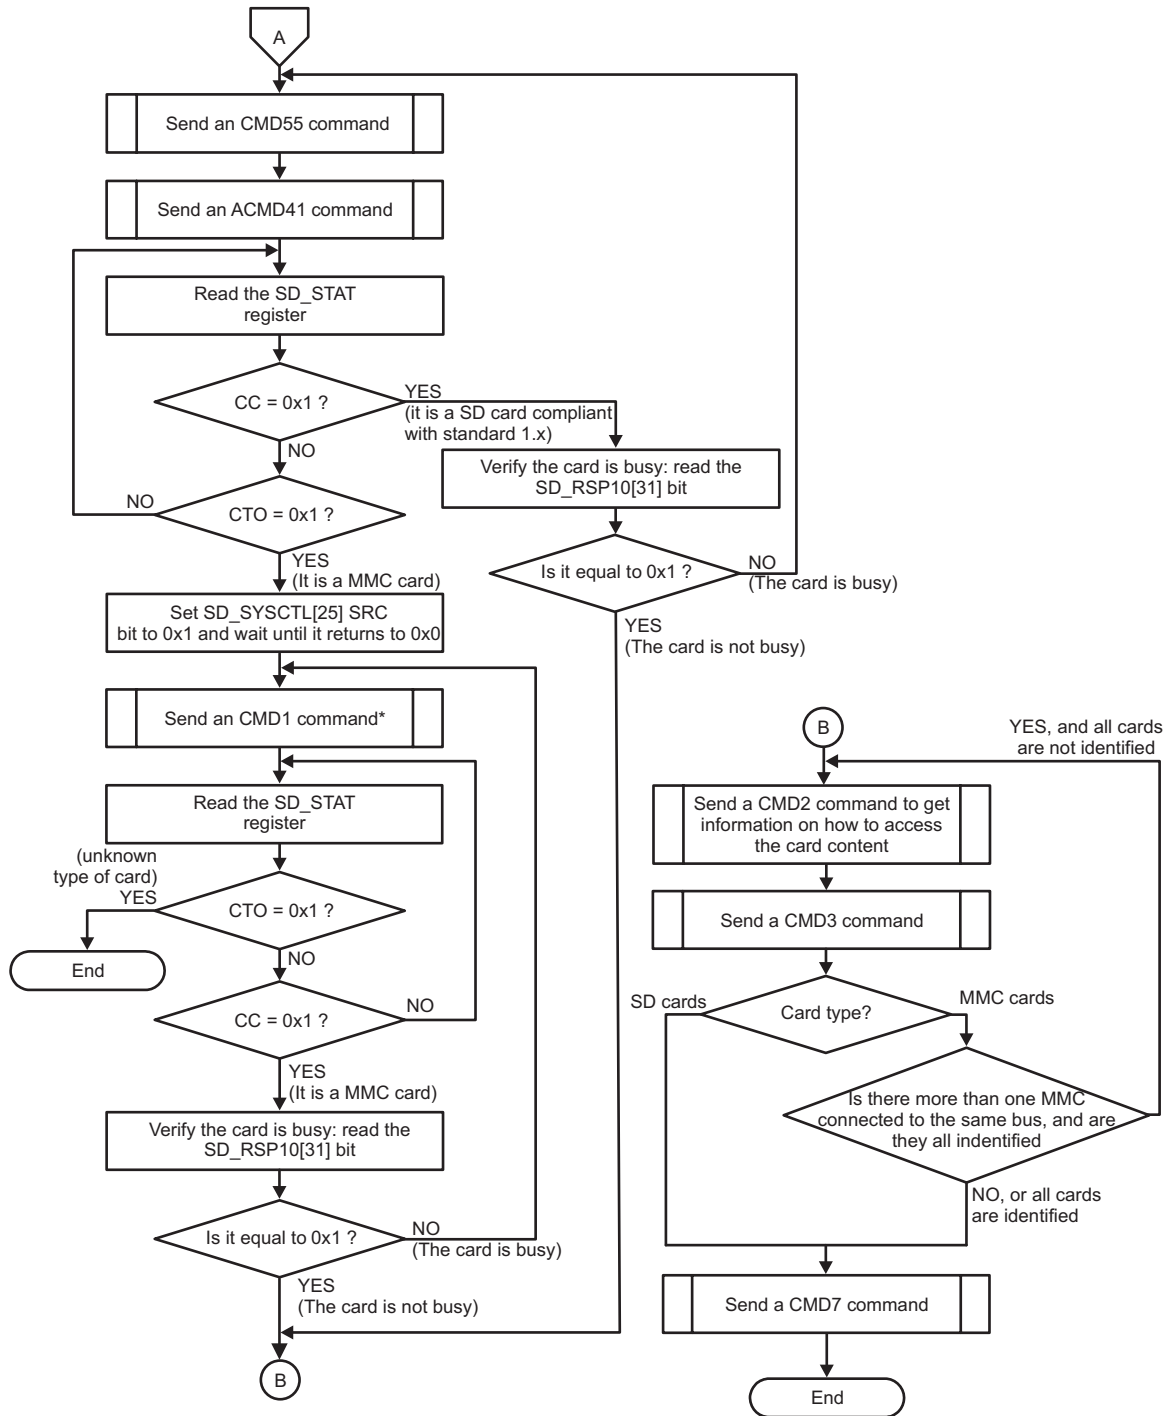 A
Send an CMD55 command
Send an ACMD41 command
Read the SD_STAT
register
CC = 0x1 ?
YES
(it is a SD card compliant
with standard 1.x)
NO
Verify the card is busy: read the
SD_RSP10[31] bit
CTO = 0x1 ?
NO
YES
(It is a MMC card)
Is it equal to 0x1 ?
NO
(The card is busy)
YES
(The card is not busy)
Set SD_SYSCTL[25] SRC
bit to 0x1 and wait until it returns to 0x0
Send an CMD1 command*
Read the SD_STAT
register
(unknown
type of card)
YES
CTO = 0x1 ?
End
NO
CC = 0x1 ?
NO
YES
(It is a MMC card)
Verify the card is busy: read the
SD_RSP10[31] bit
Is it equal to 0x1 ?
NO
(The card is busy)
YES
(The card is not busy)
B
B
YES, and all cards
are not identified
Send a CMD2 command to get
information on how to access
the card content
Send a CMD3 command
SD cards
Card type?
MMC cards
Is there more than one MMC
connected to the same bus, and are
they all indentified
NO, or all cards
are identified
Send a CMD7 command
End